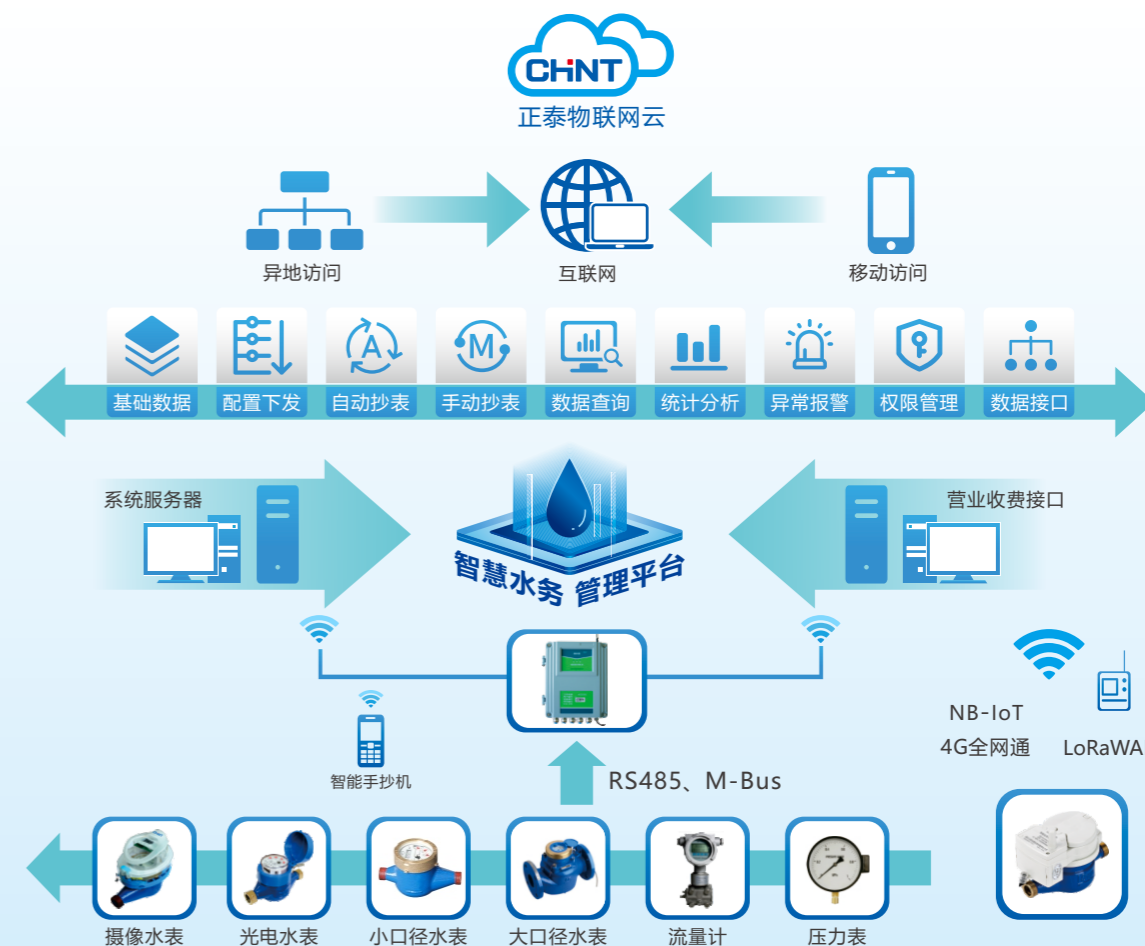 CHNT
正泰物联网云
异地访问
互联网
移动访问
A
M
基础数据
配置下发
自动抄表
手动抄表
数据查询
统计分析
异常报警
权限管理
数据接口
系统服务器
营业收费接口
智慧水务 管理平台
NB-IoT
4G全网通
LoRaWA
智能手抄机
RS485、M-Bus
摄像水表
光电水表
小口径水表
大口径水表
流量计
压力表